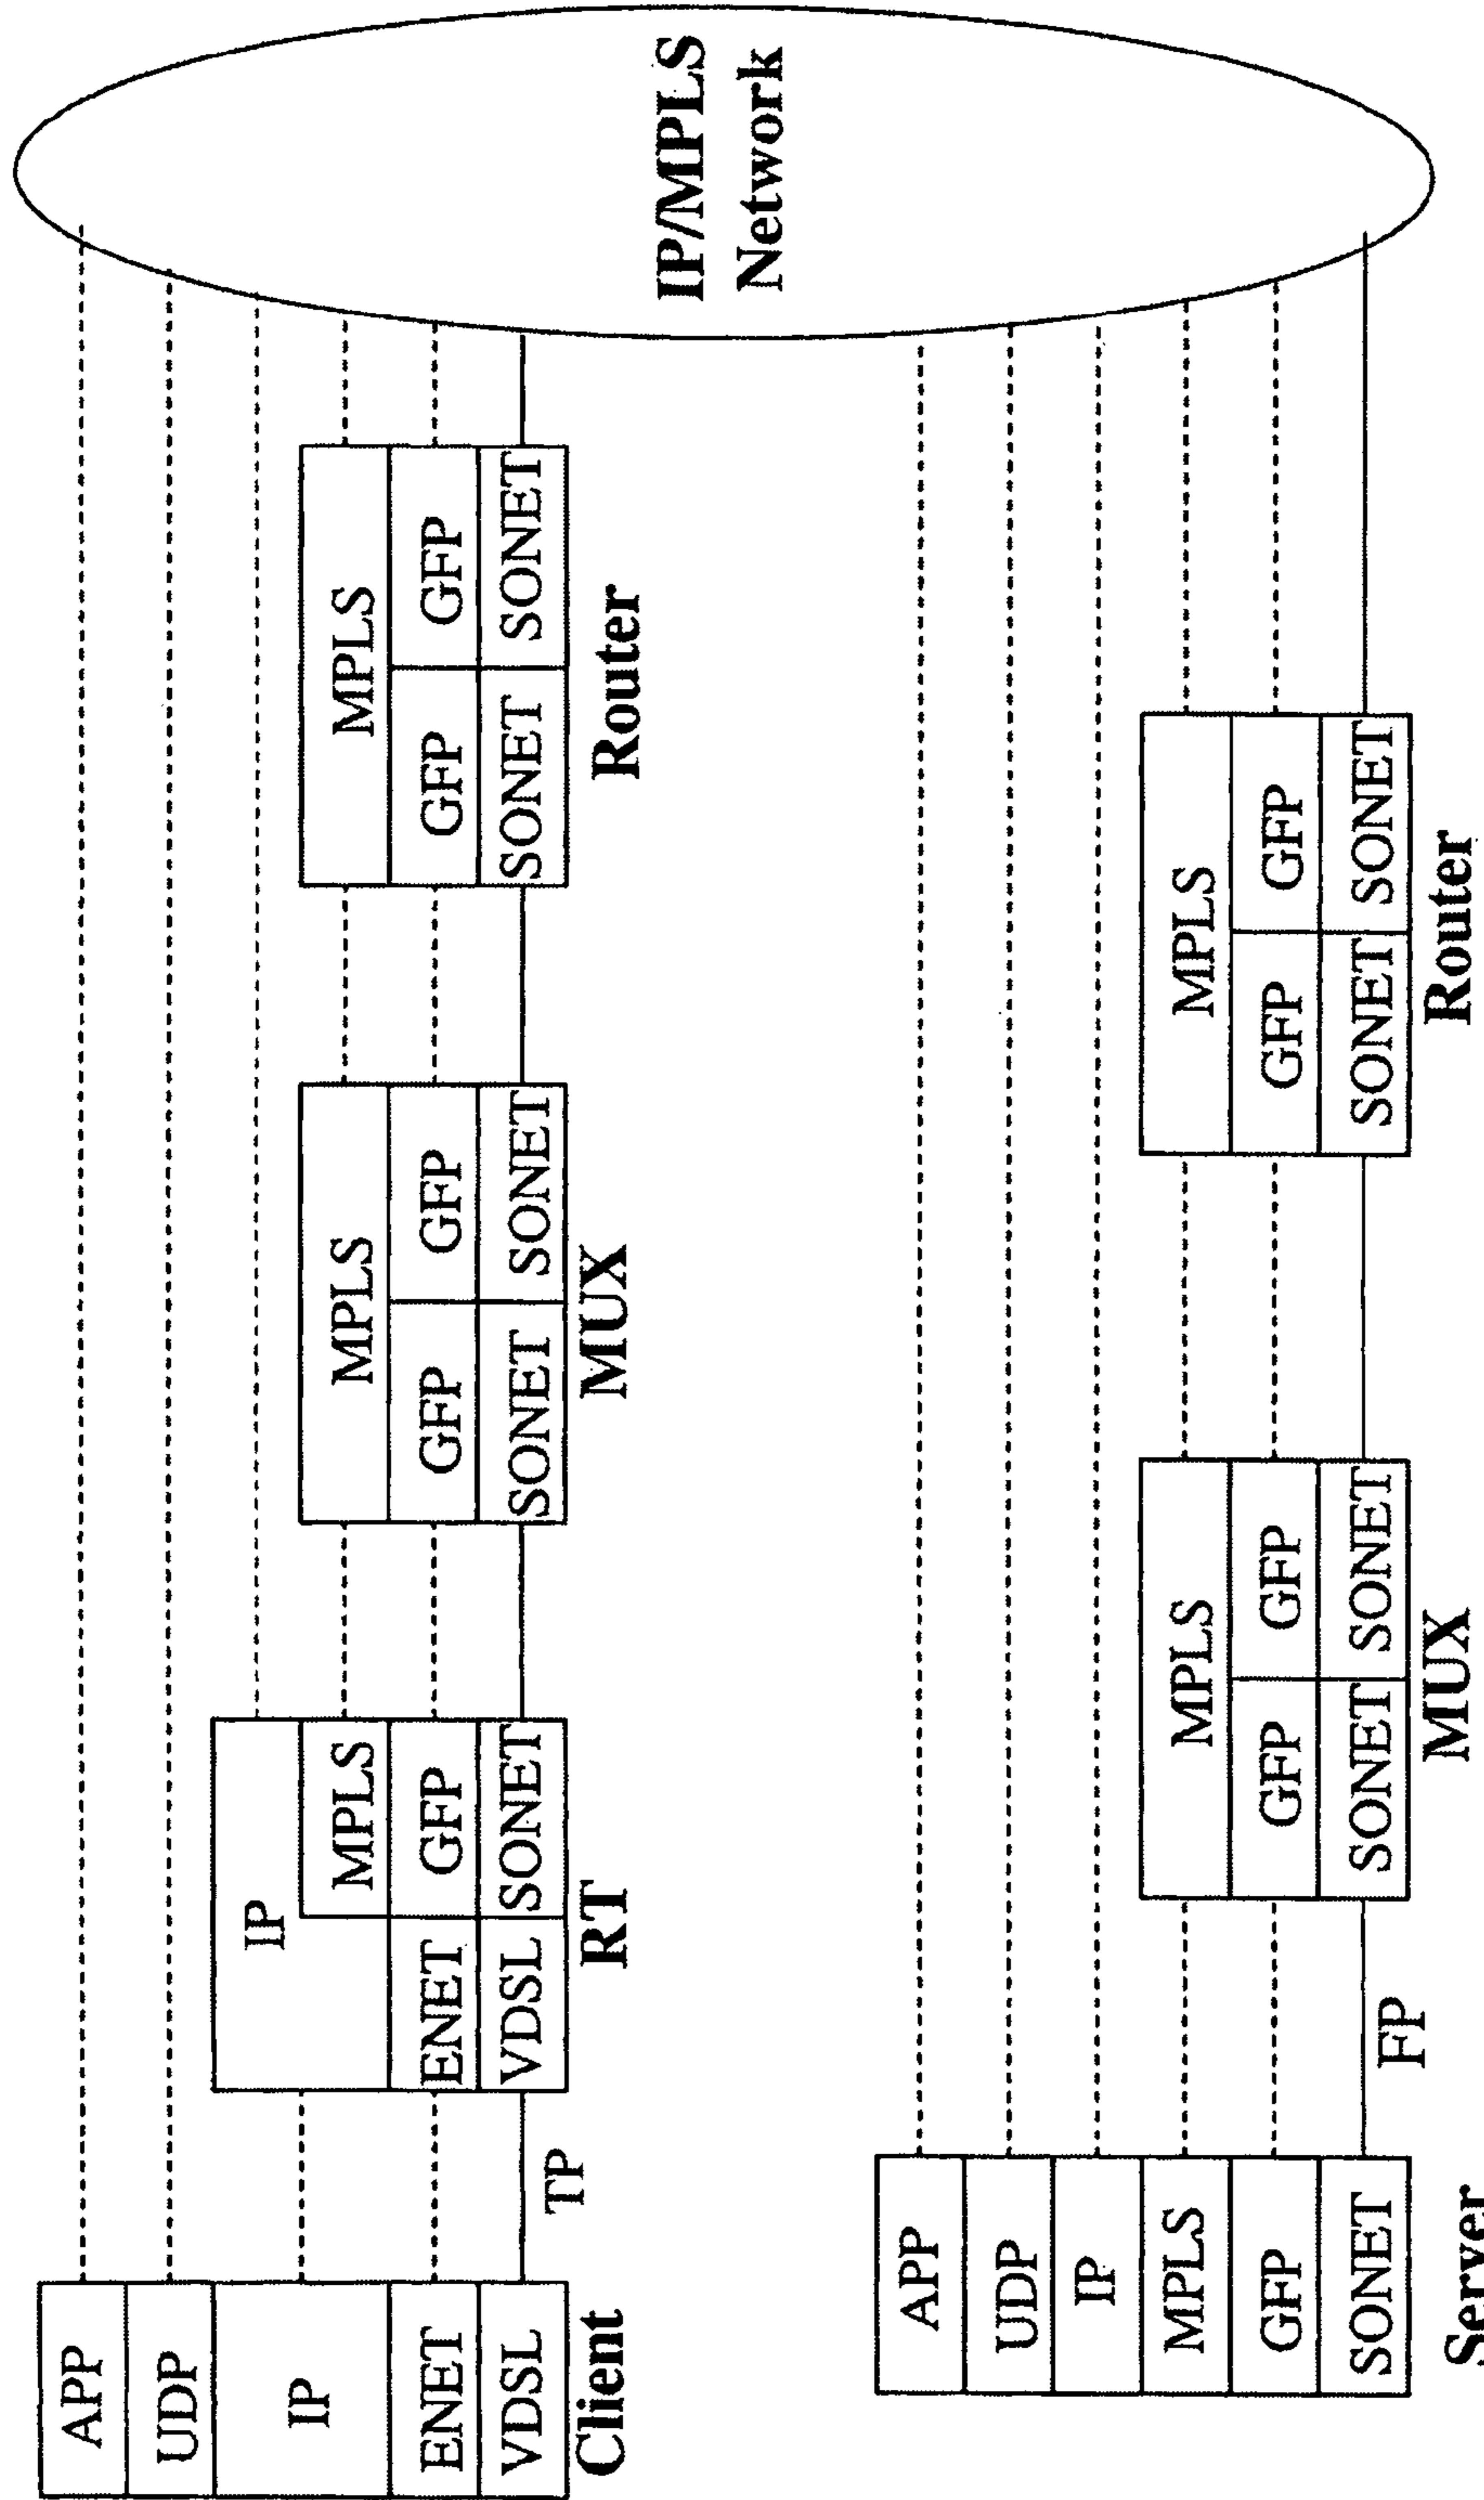 APP
UDP
IP
ENET
VDSL
Client
TP
IP
MPLS
ENET
GFP
VDSL
SONET
RT
MPLS
GFP
GFP
SONET
SONET
MUX
MPLS
GFP
GFP
SONET
SONET
Router
IP/MPLS
Network
APP
UDP
IP
MPLS
GFP
SONET
Server
FP
MPLS
GFP
GFP
SONET
SONET
MUX
MPLS
GFP
GFP
SONET
SONET
Router